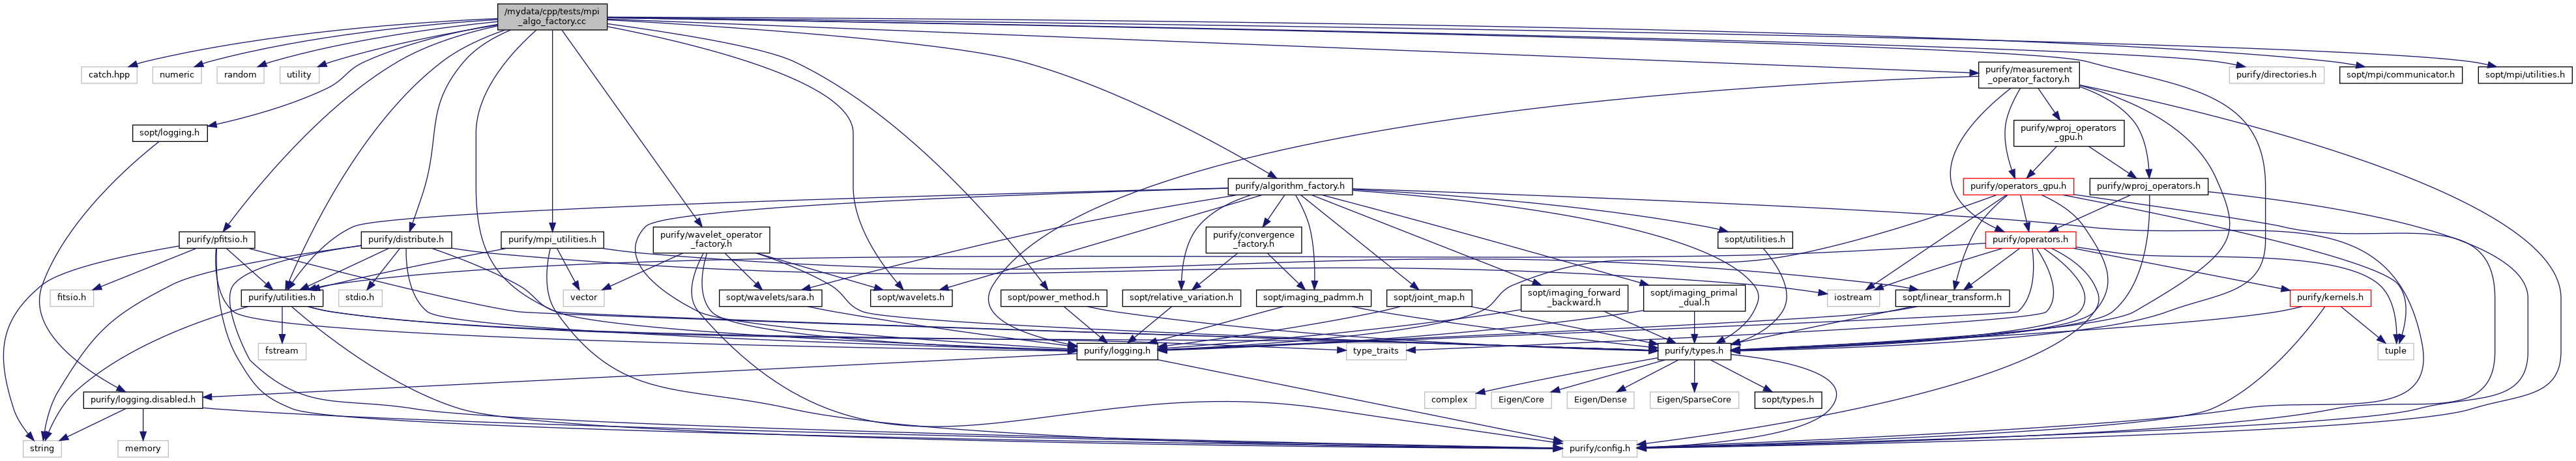 /mydata/cpp/tests/mpi
_algo_factory.cc
catch.hpp
numeric
random
utility
purify/measurement
_operator_factory.h
purify/directories.h
sopt/mpi/communicator.h
sopt/mpi/utilities.h
sopt/logging.h
purify/wproj_operators
_gpu.h
purify/algorithm_factory.h
purify/operators_gpu.h
purify/wproj_operators.h
purify/pfitsio.h
purify/distribute.h
purify/mpi_utilities.h
purify/wavelet_operator
_factory.h
purify/convergence
_factory.h
sopt/utilities.h
purify/operators.h
fitsio.h
purify/utilities.h
stdio.h
vector
sopt/wavelets/sara.h
sopt/wavelets.h
sopt/power_method.h
sopt/relative_variation.h
sopt/imaging_padmm.h
sopt/joint_map.h
sopt/imaging_forward
_backward.h
sopt/imaging_primal
_dual.h
iostream
sopt/linear_transform.h
purify/kernels.h
fstream
purify/logging.h
type_traits
purify/types.h
tuple
purify/logging.disabled.h
complex
Eigen/Core
Eigen/Dense
Eigen/SparseCore
sopt/types.h
string
memory
purify/config.h